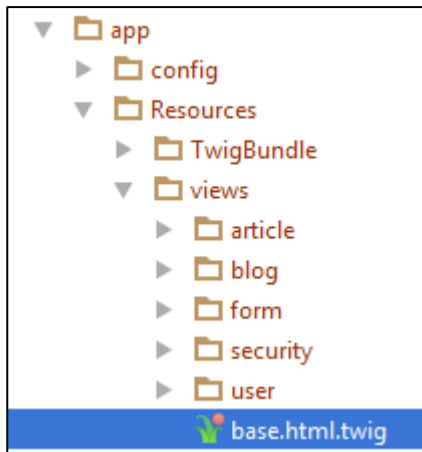 app
config
Resources
TwigBundle
views
article
blog
form
security
user
base.html.twig